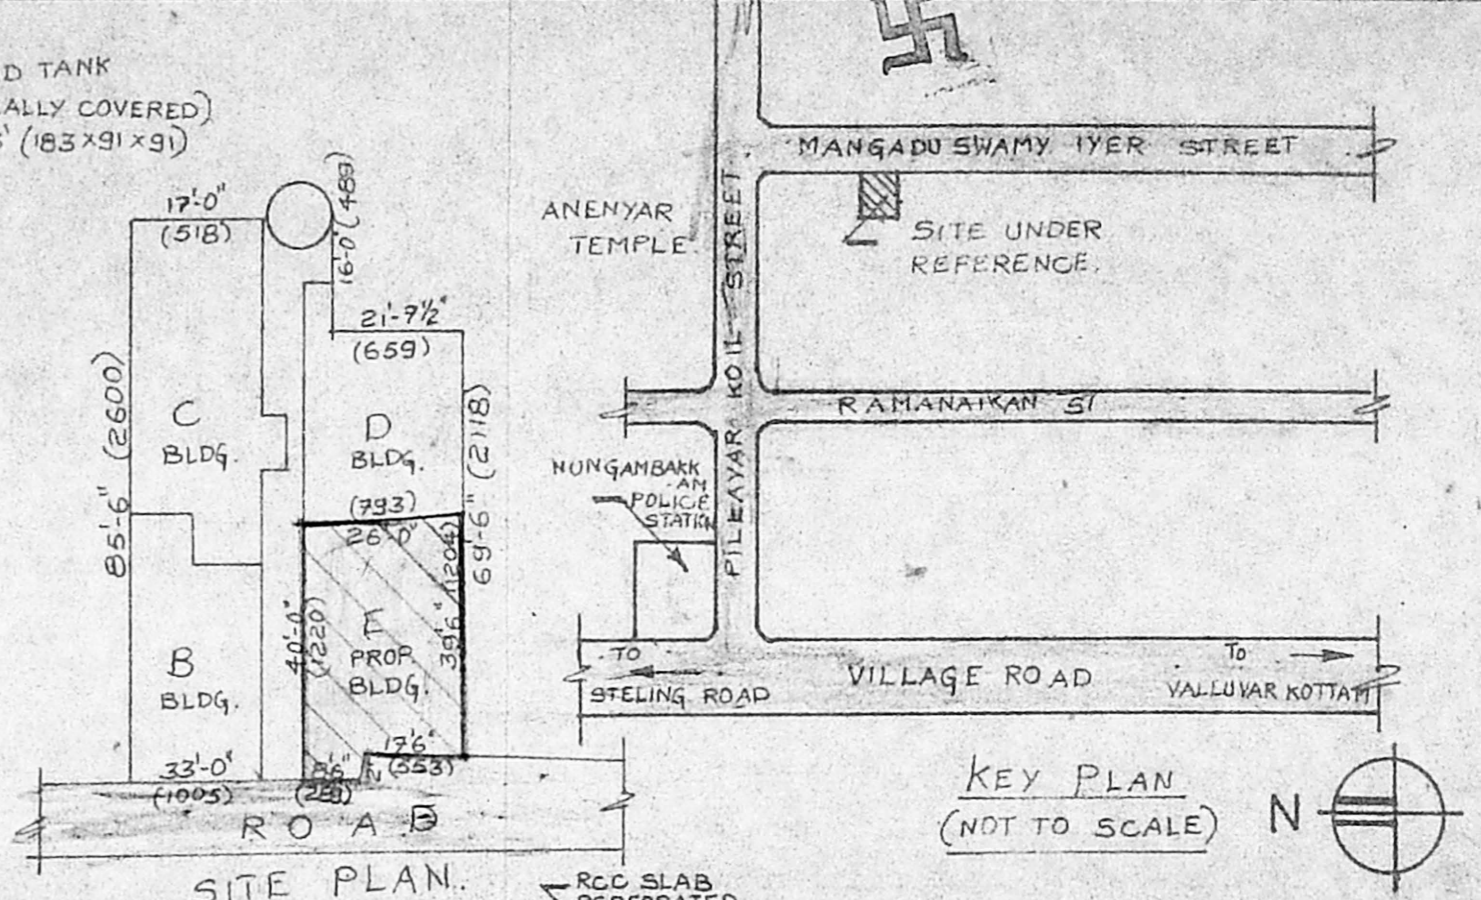 D TANK
ALLY COVERED)
(183×91×91)
17'-0"
(518)
16'-0" (489)
21'-7½"
(659)
C
BLDG.
D
BLDG.
85'-6" (2600)
69'-6" (2118)
(793)
26'0"
40'-0"
(1220)
39'6" (1204)
PROP.
BLDG.
B
BLDG.
33'-0"
(1005)
17'6"
(553)
8'6"
ROAD
SITE PLAN.
RCC SLAB
MANGADU SWAMY IYER STREET
ANENYAR
TEMPLE.
SITE UNDER
REFERENCE.
PILEAYAR KOIL STREET
RAMANAIKAN ST
NUNGAMBAKK
-AM
POLICE
STATION
TO
STELING ROAD
VILLAGE ROAD
TO
VALLUVAR KOTTAM
KEY PLAN
(NOT TO SCALE)
N